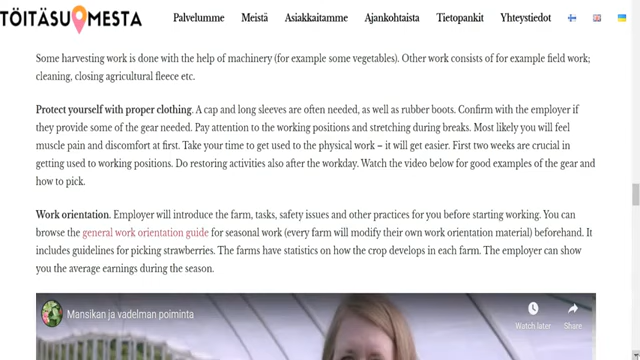 TÖITÄSUOMESTA
Palvelumme Meistä Asiakkaitamme Ajankohtaista Tietopankit Yhteystiedot
Some harvesting work is done with the help of machinery (for example some vegetables). Other work consists of for example field work;
cleaning, closing agricultural fleece etc.
Protect yourself with proper clothing. A cap and long sleeves are often needed, as well as rubber boots. Confirm with the employer if
they provide some of the gear needed. Pay attention to the working positions and stretching during breaks. Most likely you will feel
muscle pain and discomfort at first. Take your time to get used to the physical work – it will get easier. First two weeks are crucial in
getting used to working positions. Do restoring activities also after the workday. Watch the video below for good examples of the gear and
how to pick.
Work orientation. Employer will introduce the farm, tasks, safety issues and other practices for you before starting working. You can
browse the general work orientation guide for seasonal work (every farm will modify their own work orientation material) beforehand. It
includes guidelines for picking strawberries. The farms have statistics on how the crop develops in each farm. The employer can show
you the average earnings during the season.
Mansikan ja vadelman poiminta
Watch later Share